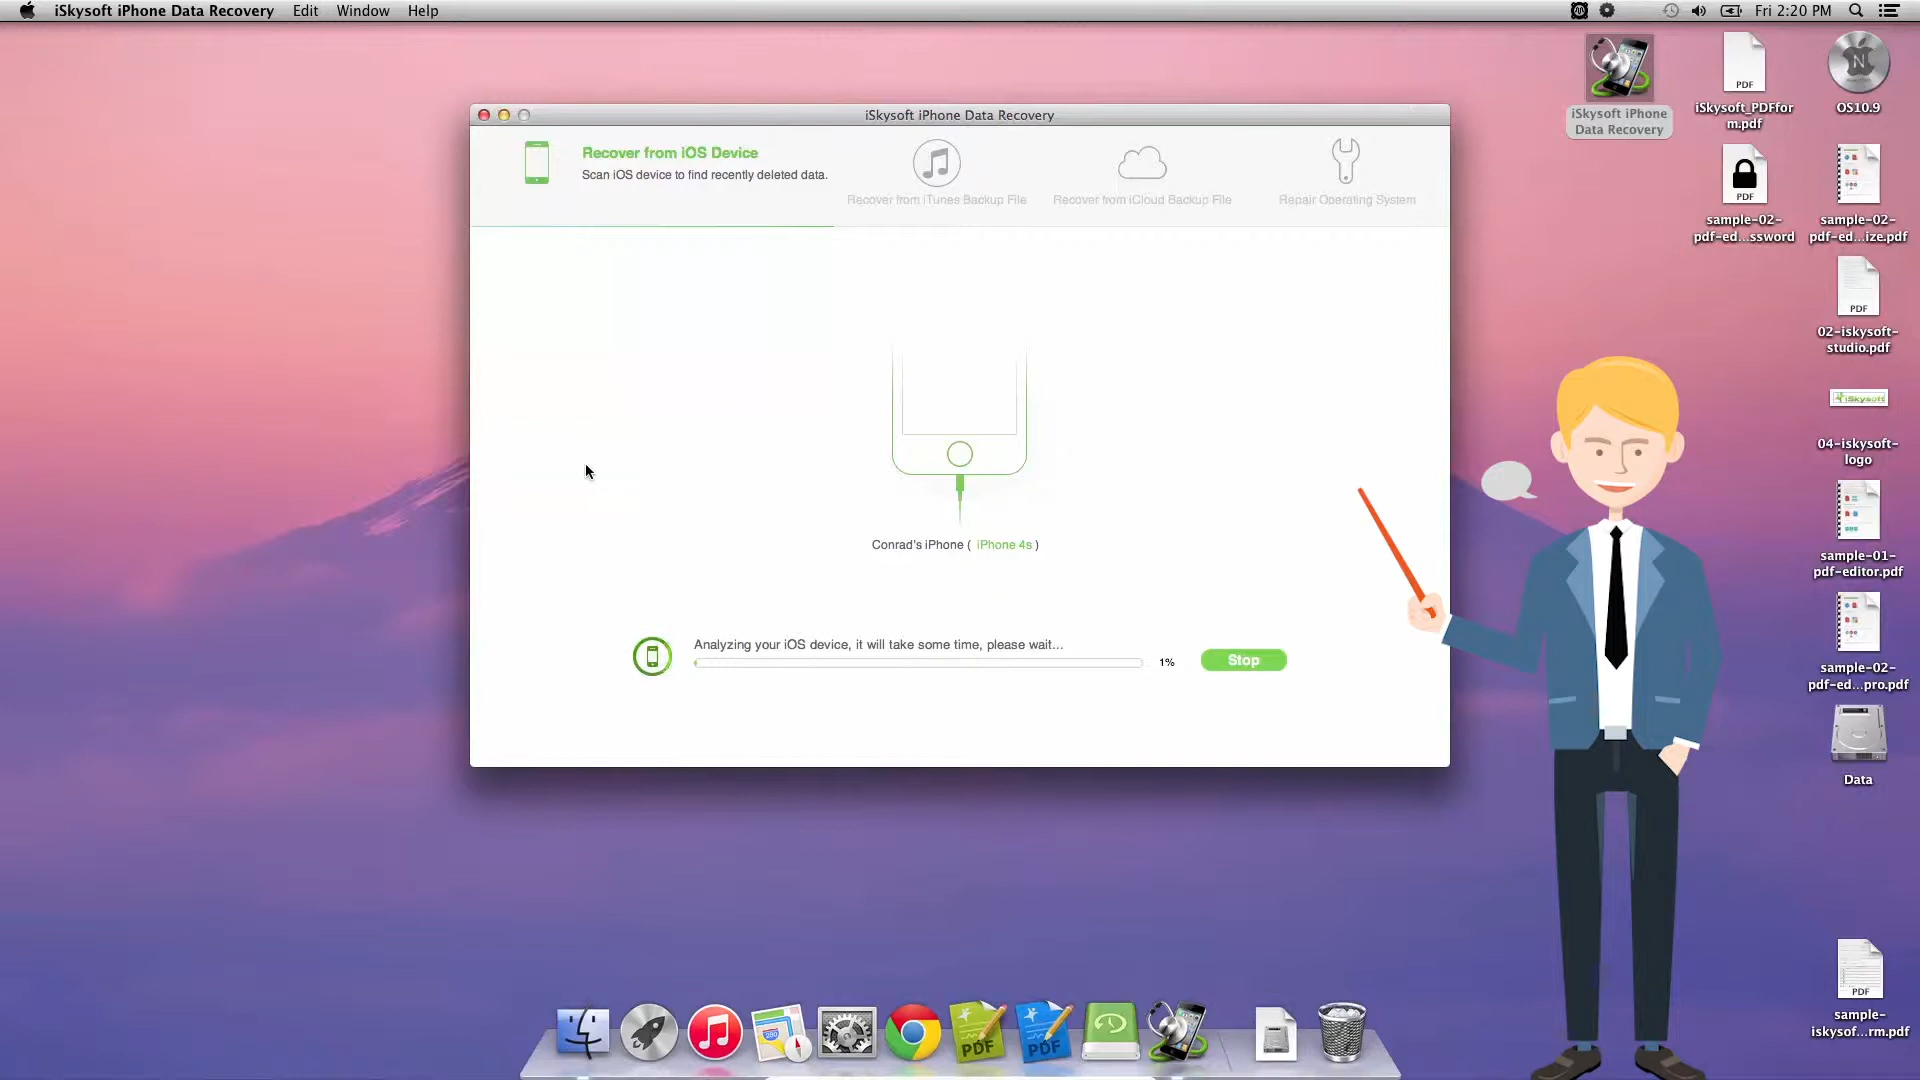 iSkysoft iPhone Data Recovery Edit Window Help
Fri 2:20 PM
iSkysoft iPhone Data Recovery
Recover from iOS Device
Scan iOS device to find recently deleted data.
Recover from iTunes Backup File
Recover from iCloud Backup File
Repair Operating System
Conrad's iPhone ( iPhone 4s )
Analyzing your iOS device, it will take some time, please wait...
1%
Stop
iSkysoft iPhone
Data Recovery
PDF
iSkysoft_PDFfor
m.pdf
N
OS10.9
PDF
sample-02-
pdf-ed...ssword
sample-02-
pdf-ed...ize.pdf
PDF
02-iskysoft-
studio.pdf
iSkysoft
04-iskysoft-
logo
sample-01-
pdf-editor.pdf
sample-02-
pdf-ed...pro.pdf
Data
PDF
sample-
iskysof...rm.pdf
PDF
PDF